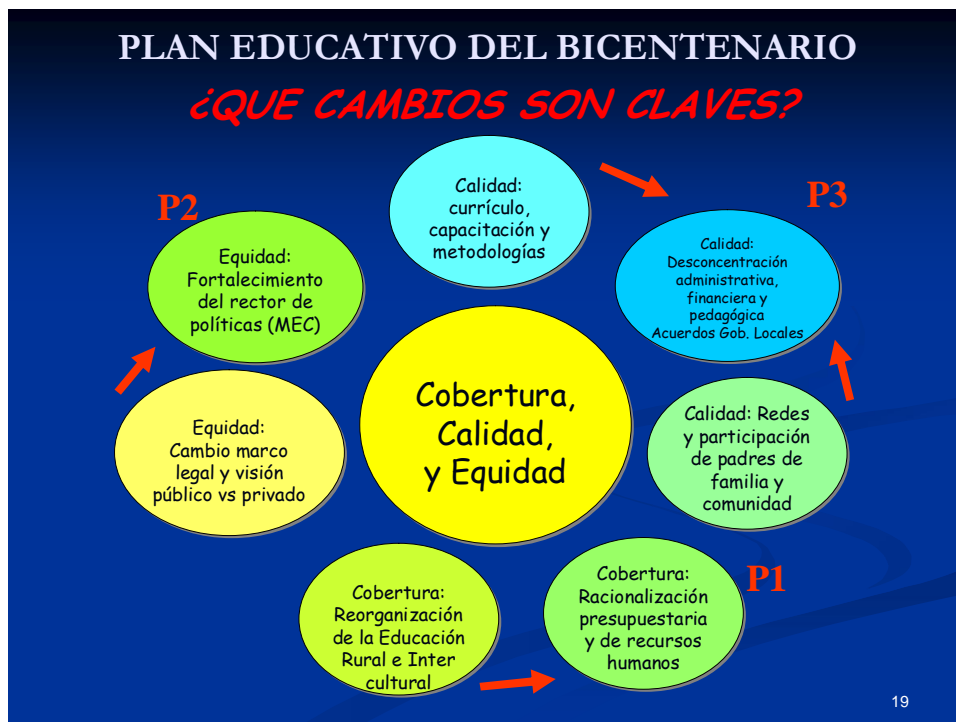 PLAN EDUCATIVO DEL BICENTENARIO
¿QUE CAMBIOS SON CLAVES?
Calidad:
currículo,
capacitación y
metodologías
P3
P2
Calidad:
Desconcentración
administrativa,
financiera y
pedagógica
Acuerdos Gob. Locales
Equidad:
Fortalecimiento
del rector de
políticas (MEC)
Cobertura,
Calidad,
y Equidad
Calidad: Redes
y participación
de padres de
familia y
comunidad
Equidad:
Cambio marco
legal y visión
público vs privado
Cobertura:
Reorganización
de la Educación
Rural e Inter
cultural
Cobertura:
Racionalización
presupuestaria
y de recursos
humanos
P1
19